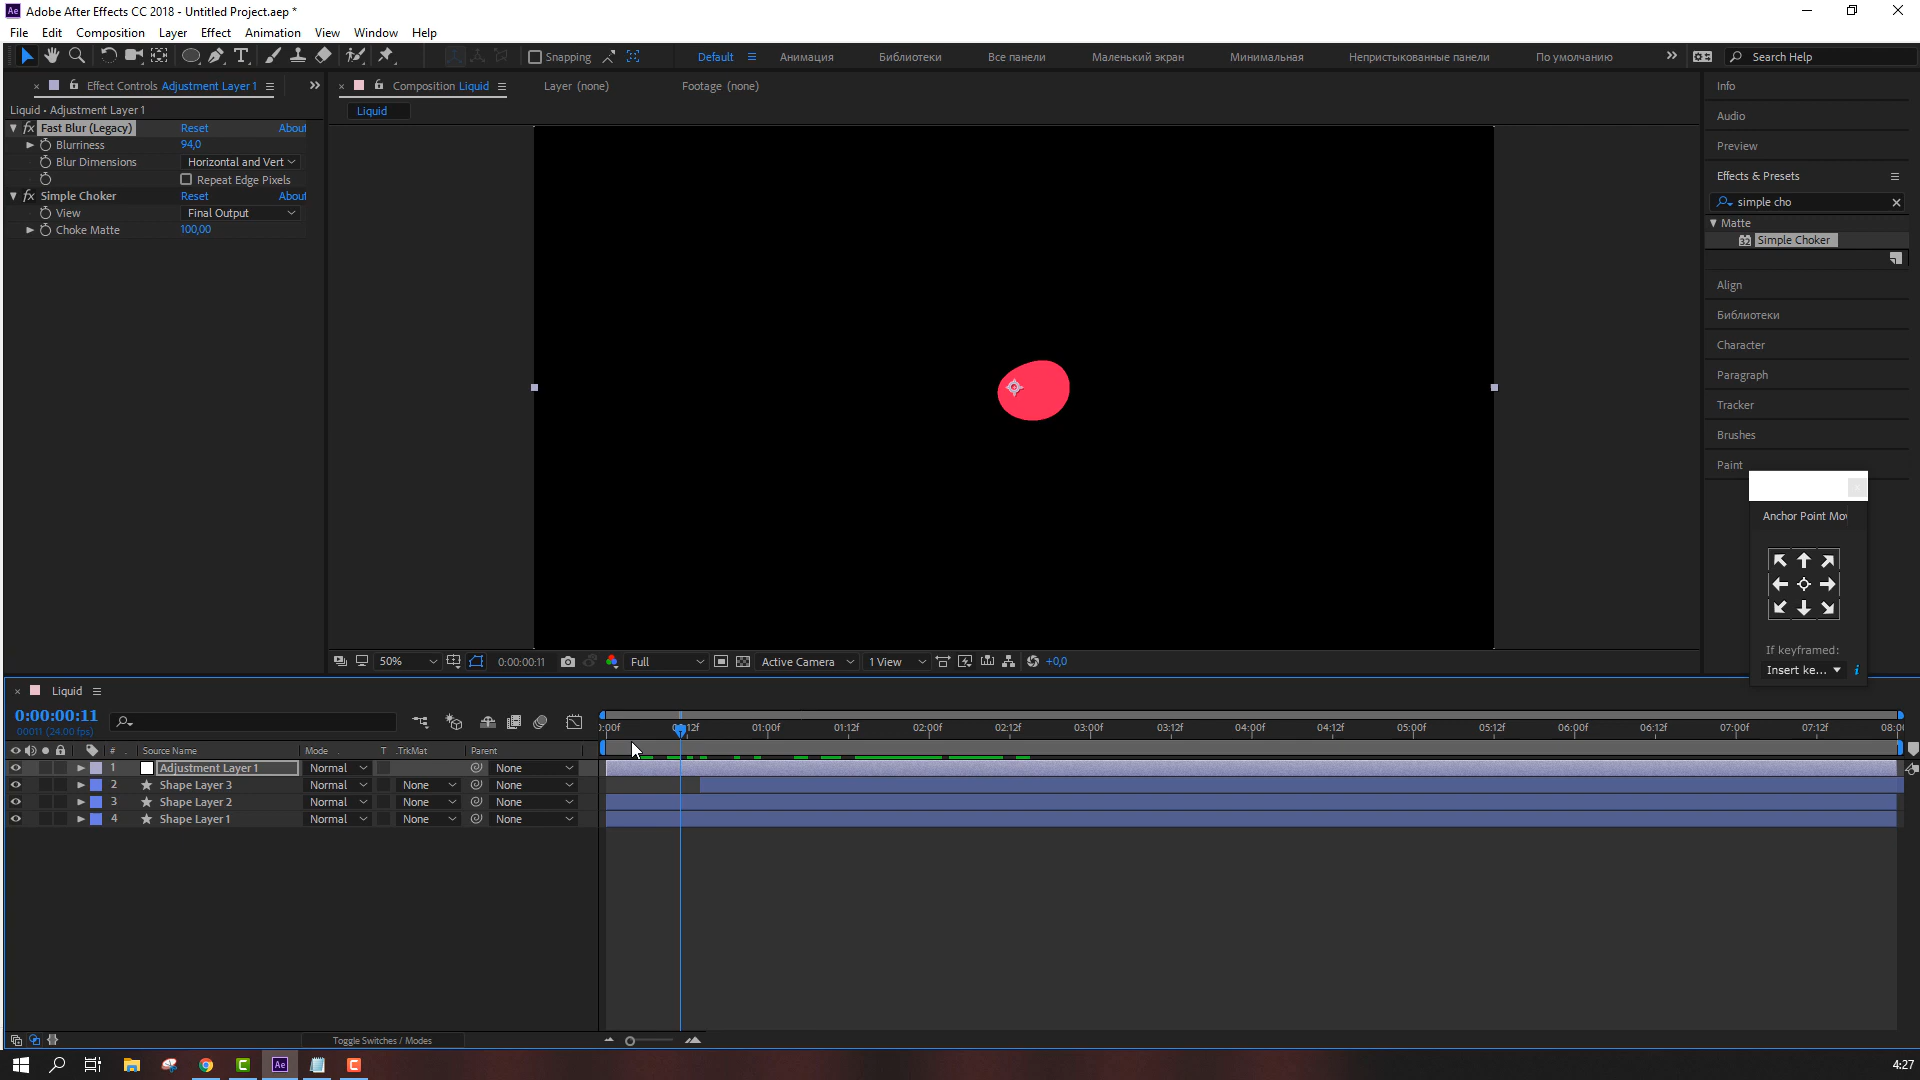 Adobe After Effects CC 2018 - Untitled Project.aep *
File Edit Composition Layer Effect Animation View Window Help
Snapping Default Анимация Библиотеки Все панели Маленький экран Минимальная Непристыкованные панели По умолчанию Search Help
Effect Controls Adjustment Layer 1
Composition Liquid Layer (none) Footage (none)
Liquid • Adjustment Layer 1
Liquid
fx Fast Blur (Legacy) Reset About
Blurriness 94,0
Blur Dimensions Horizontal and Vert
Repeat Edge Pixels
fx Simple Choker Reset About
View Final Output
Choke Matte 100,00
Info
Audio
Preview
Effects & Presets
simple cho
Matte
32 Simple Choker
Align
Библиотеки
Character
Paragraph
Tracker
Brushes
Paint
Anchor Point Mov
If keyframed:
Insert ke...
50% 0:00:00:11 Full Active Camera 1 View +0,0
Liquid
0:00:00:11
00011 (24.00 fps)
:00f 00:12f 01:00f 01:12f 02:00f 02:12f 03:00f 03:12f 04:00f 04:12f 05:00f 05:12f 06:00f 06:12f 07:00f 07:12f 08:00f
# Source Name Mode T .TrkMat Parent
1 Adjustment Layer 1 Normal None
2 Shape Layer 3 Normal None None
3 Shape Layer 2 Normal None None
4 Shape Layer 1 Normal None None
Toggle Switches / Modes
Ae
4:27